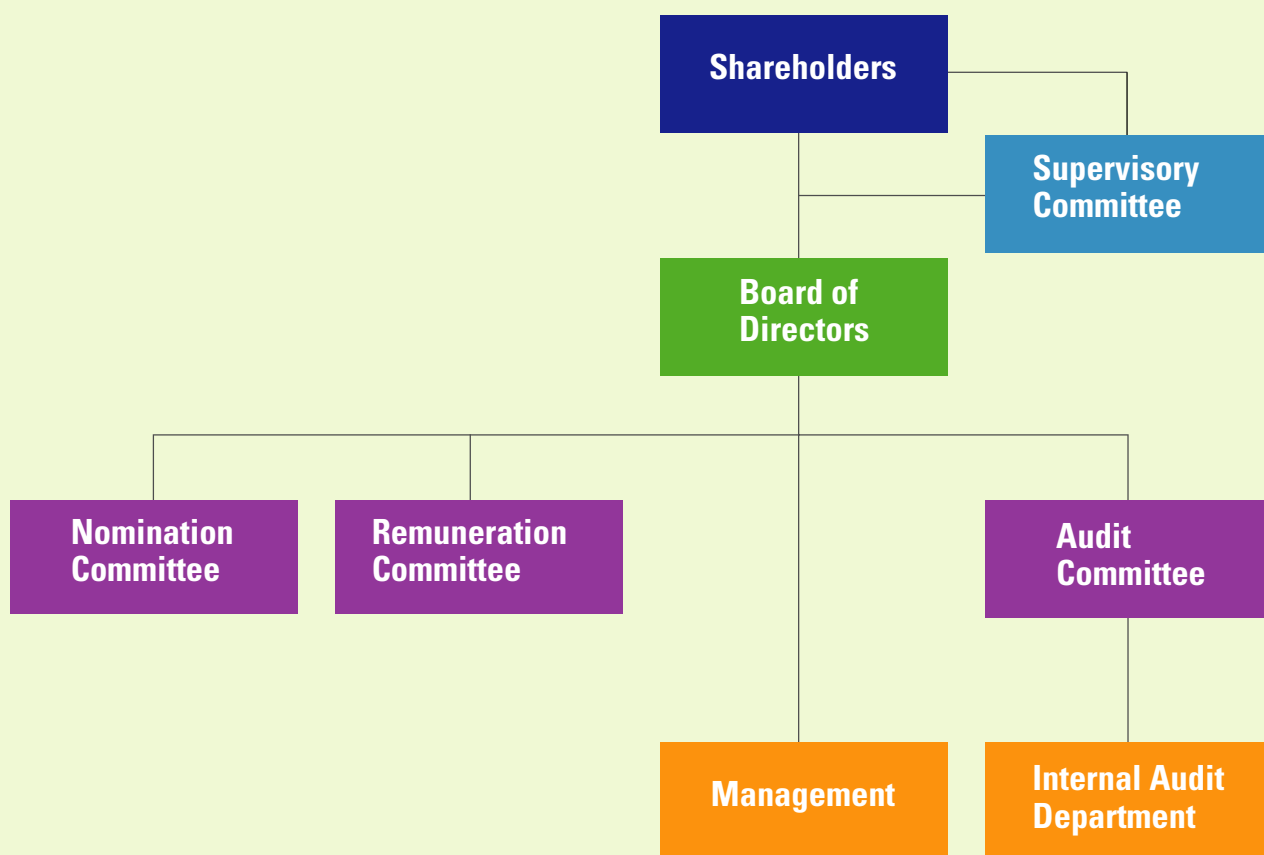 Shareholders
Supervisory
Committee
Board of
Directors
Nomination
Committee
Remuneration
Committee
Audit
Committee
Management
Internal Audit
Department